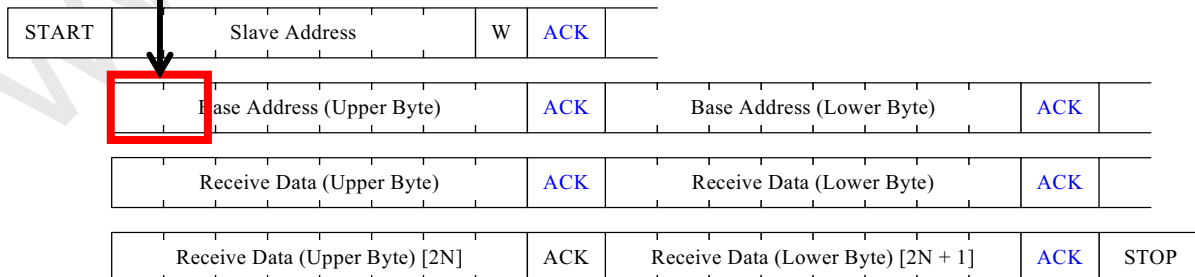 START Slave Address W ACK
Base Address (Upper Byte) ACK Base Address (Lower Byte) ACK
Receive Data (Upper Byte) ACK Receive Data (Lower Byte) ACK
Receive Data (Upper Byte) [2N] ACK Receive Data (Lower Byte) [2N + 1] ACK STOP